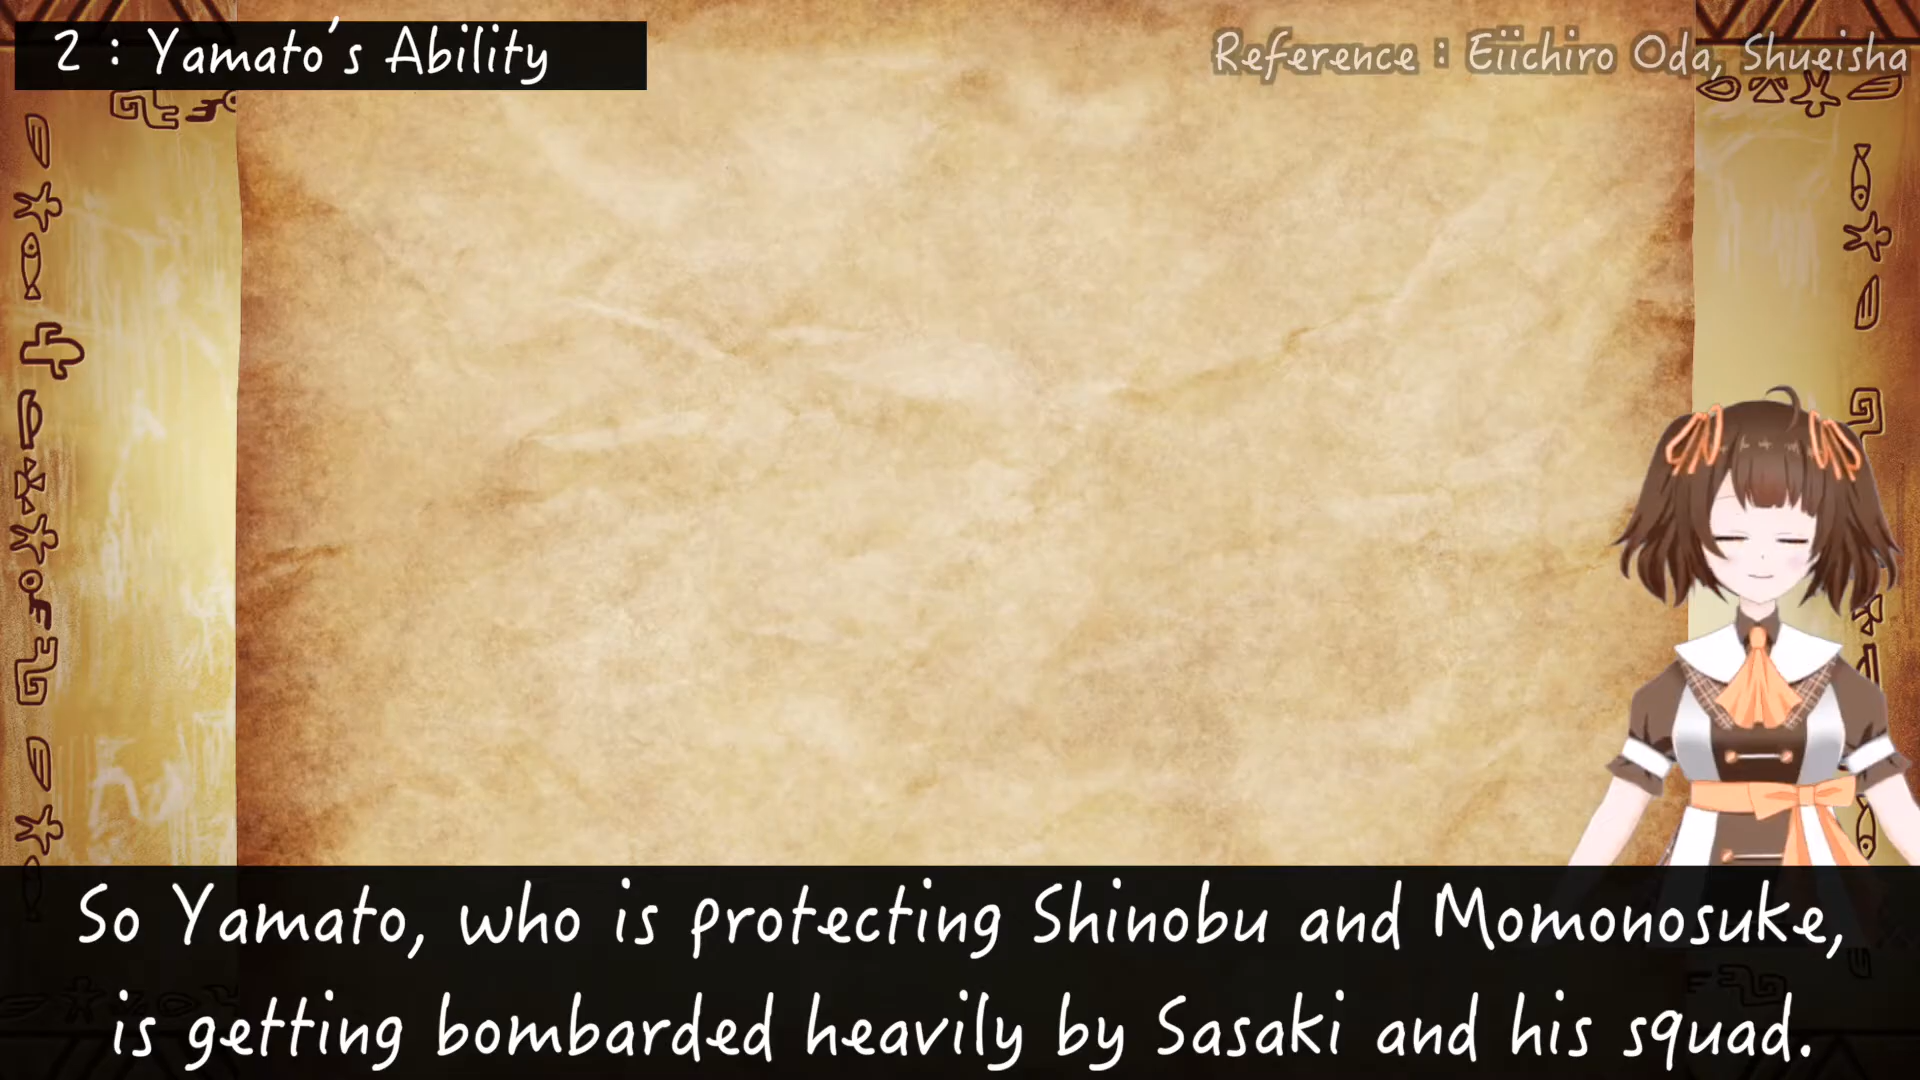 2 : Yamato's Ability
Reference : Eiichiro Oda, Shueisha
So Yamato, who is protecting Shinobu and Momonosuke,
is getting bombarded heavily by Sasaki and his squad.